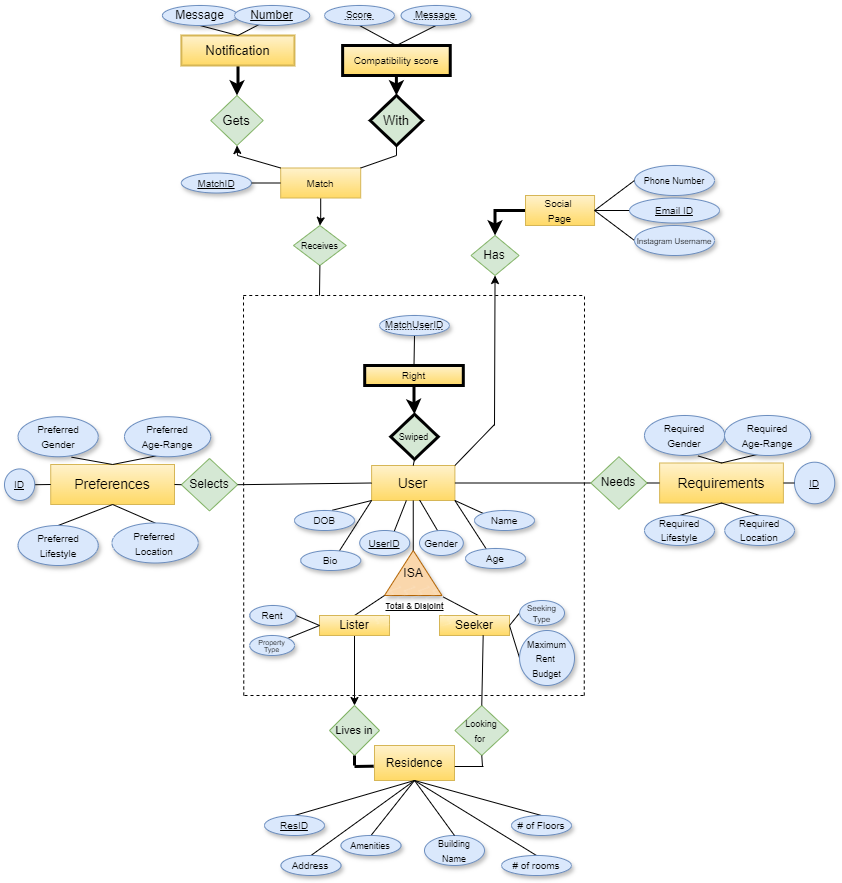 Message
Number
Score
Message
Notification
Compatibility score
Gets
With
MatchID
Match
Phone Number
Social
Page
Email ID
Instagram Username
Receives
Has
MatchUserID
Right
Swiped
Preferred
Gender
Preferred
Age-Range
Required
Gender
Required
Age-Range
ID
Preferences
Selects
User
Needs
Requirements
ID
Preferred
Lifestyle
Preferred
Location
DOB
Name
Required
Lifestyle
Required
Location
Bio
UserID
Gender
Age
ISA
Total & Disjoint
Rent
Lister
Seeker
Seeking
Type
Property
Type
Maximum
Rent
Budget
Lives in
Looking
for
Residence
ResID
# of Floors
Amenities
Building
Name
Address
# of rooms